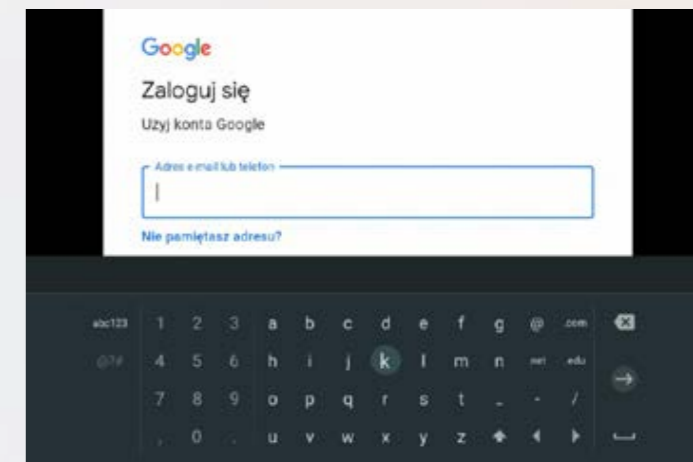 Google
Zaloguj się
Użyj konta Google
Adres e-mail lub telefon
Nie pamiętasz adresu?
abc123 1 2 3 a b c d e f g @ .com
@?# 4 5 6 h i j k l m n .net .edu
7 8 9 o p q r s t _ - /
, 0 . u v w x y z